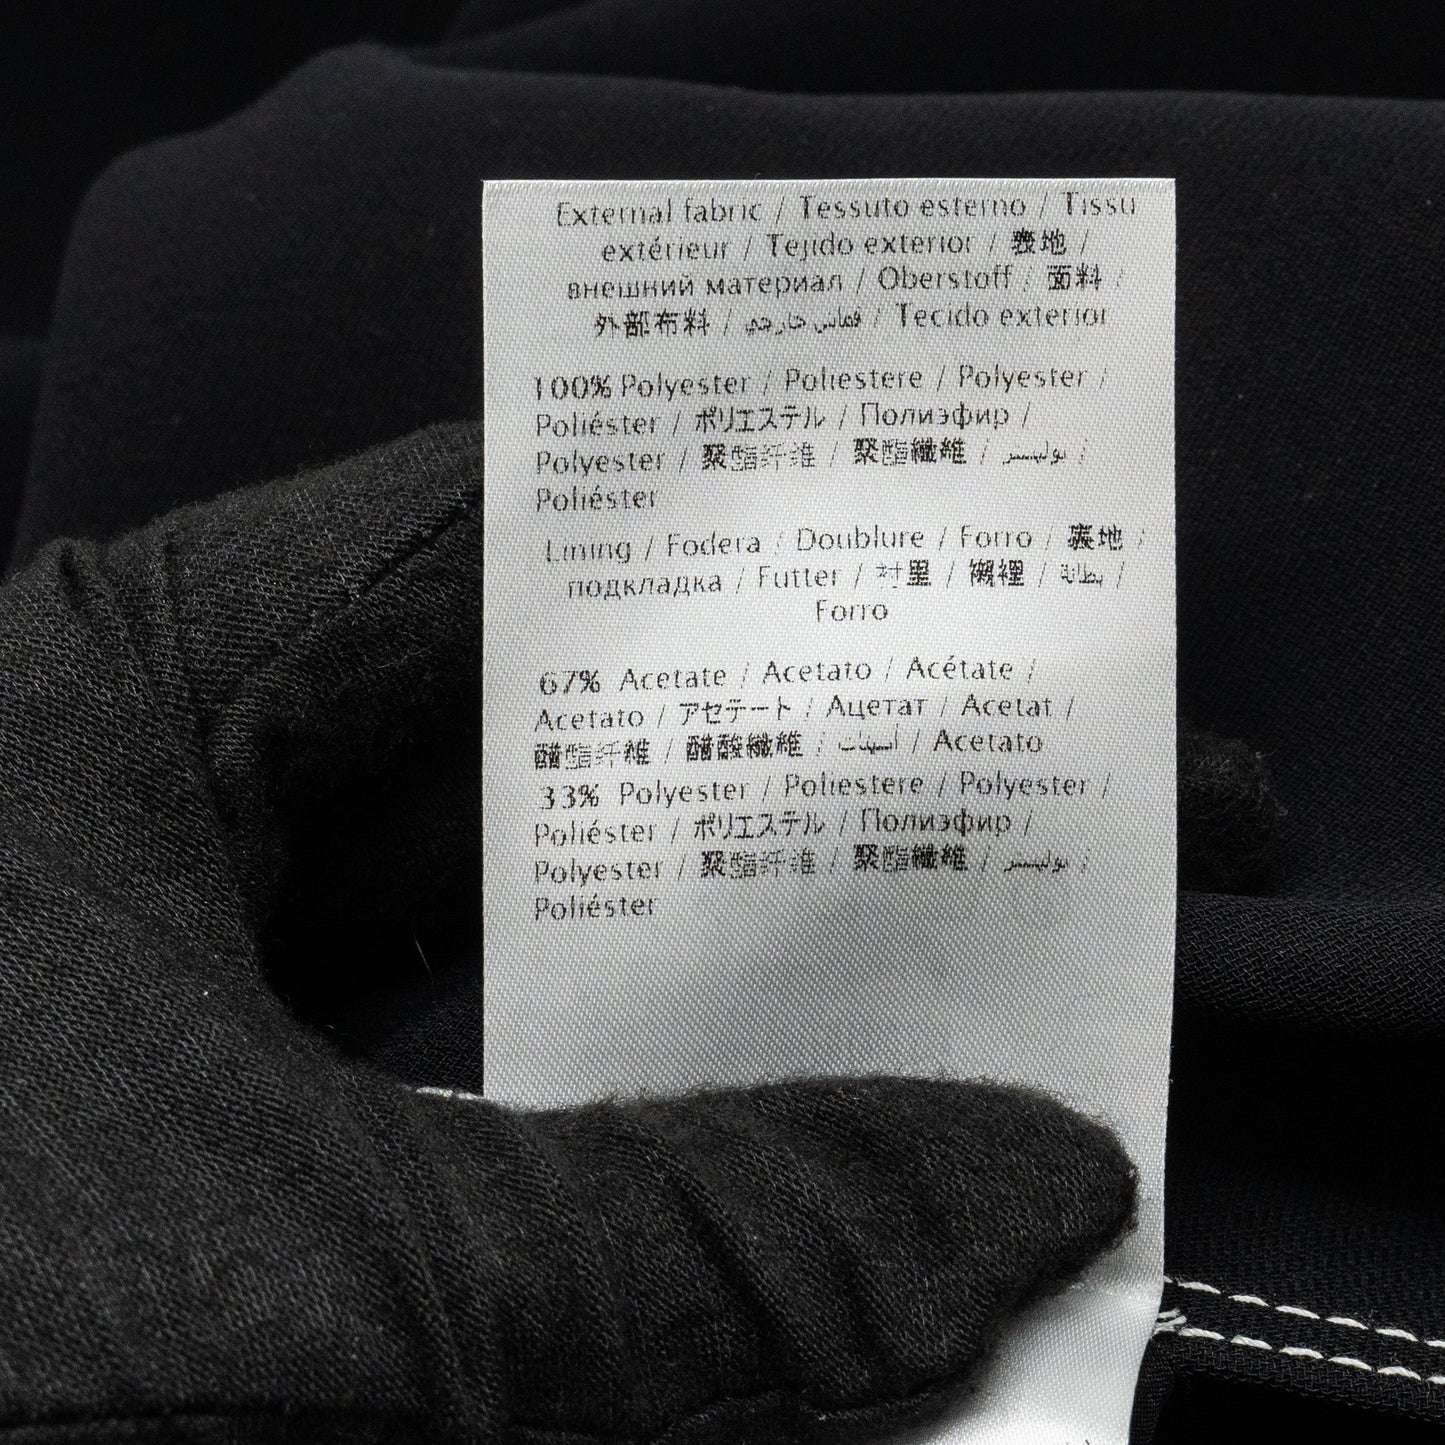 External fabric / Tessuto esterno / Tissu
extérieur / Tejido exterior / 表地 /
внешний материал / Oberstoff / 面料 /
外部布料 / قماش خارجي / Tecido exterior
100% Polyester / Poliestere / Polyester /
Poliéster / ポリエステル / Полиэфир /
Polyester / 聚酯纤维 / 聚酯纖維 / بوليستر /
Poliéster
Lining / Fodera / Doublure / Forro / 裏地 /
подкладка / Futter / 衬里 / 襯裡 / بطانة /
Forro
67% Acetate / Acetato / Acétate /
Acetato / アセテート / Ацетат / Acetat /
醋酯纤维 / 醋酸纖維 / أسيتات / Acetato
33% Polyester / Poliestere / Polyester /
Poliéster / ポリエステル / Полиэфир /
Polyester / 聚酯纤维 / 聚酯纖維 / بوليستر /
Poliéster